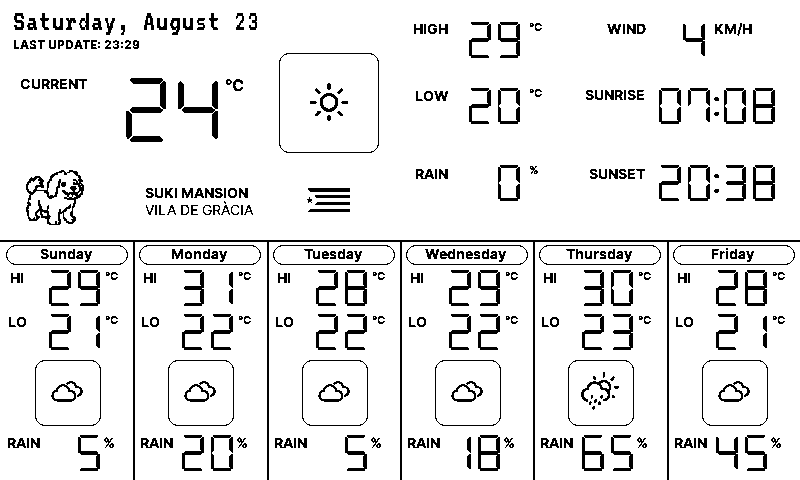 Saturday, August 23
LAST UPDATE: 23:29
CURRENT 24 °C
HIGH 29 °C
LOW 20 °C
RAIN 0 %
WIND 4 KM/H
SUNRISE 07:08
SUNSET 20:38
SUKI MANSION
VILA DE GRÀCIA
Sunday
HI 29 °C
LO 21 °C
RAIN 5 %
Monday
HI 31 °C
LO 22 °C
RAIN 20 %
Tuesday
HI 28 °C
LO 22 °C
RAIN 5 %
Wednesday
HI 29 °C
LO 22 °C
RAIN 18 %
Thursday
HI 30 °C
LO 23 °C
RAIN 65 %
Friday
HI 28 °C
LO 21 °C
RAIN 45 %